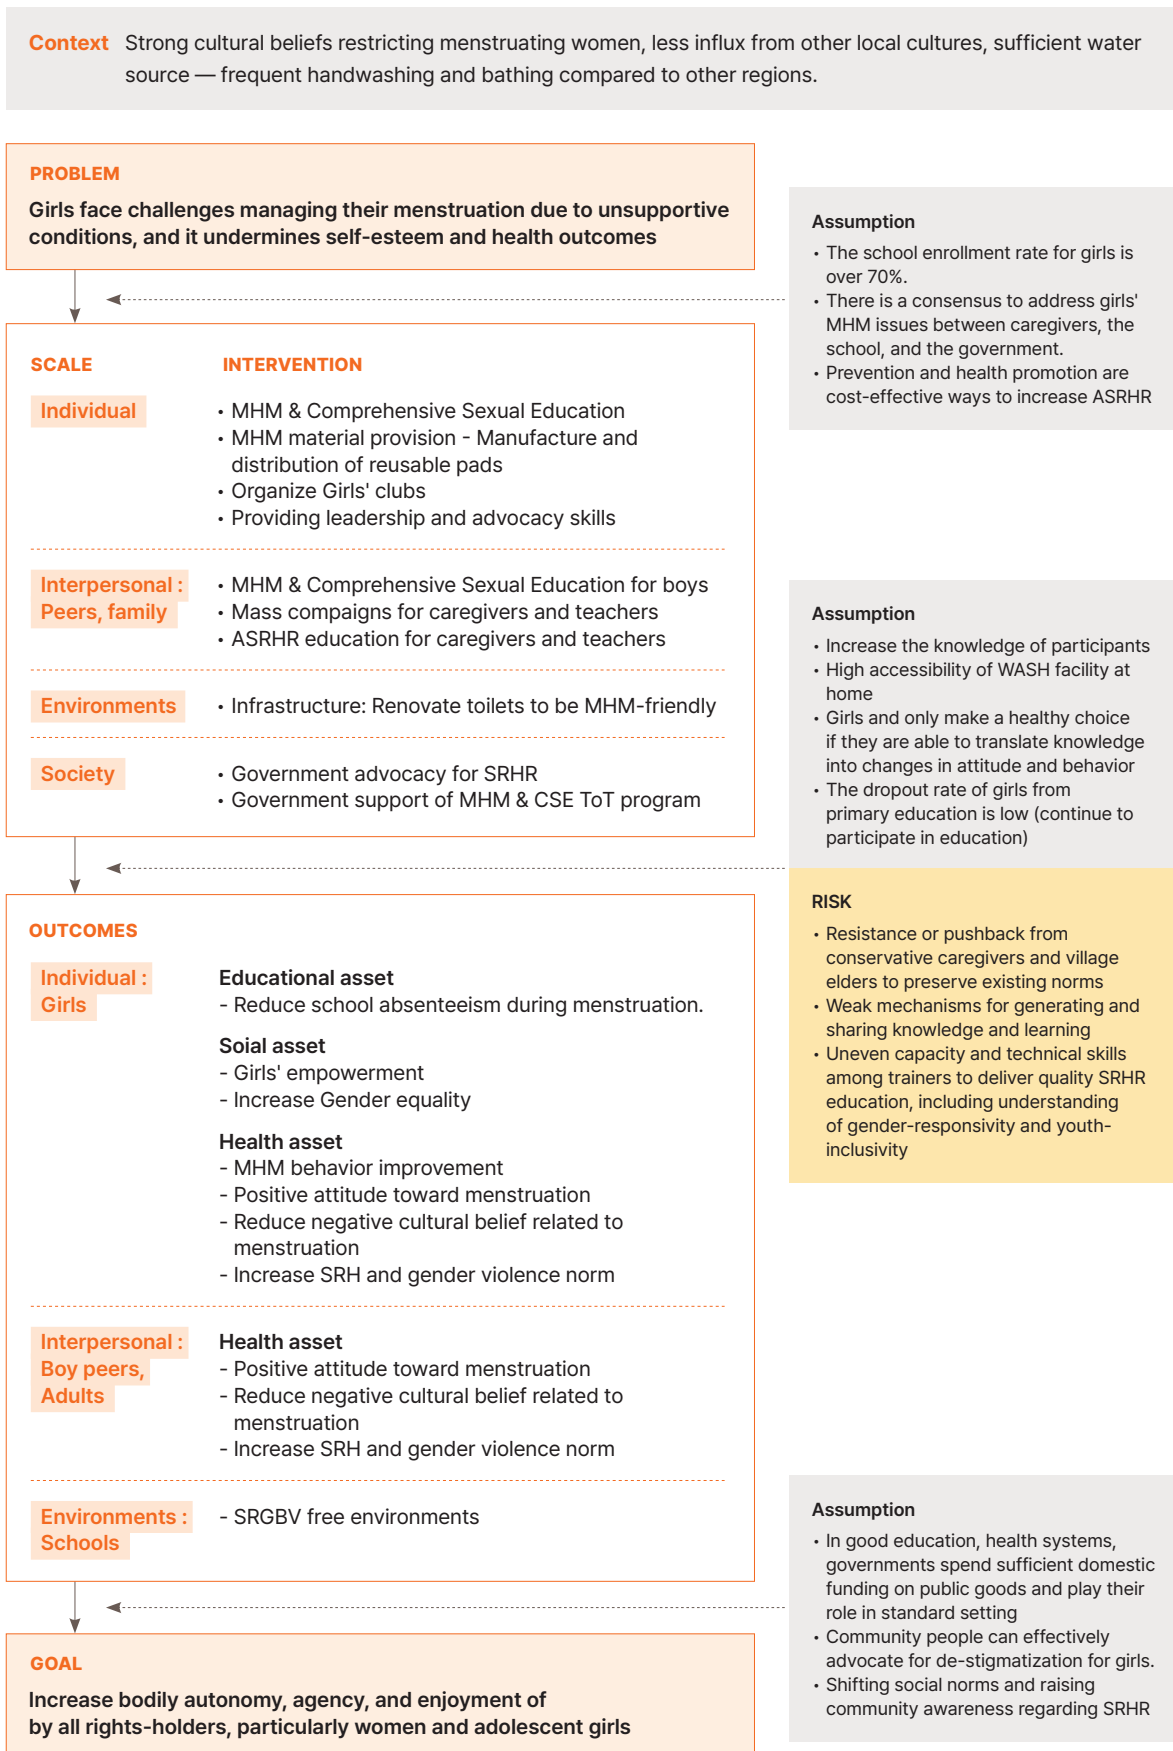 Context Strong cultural beliefs restricting menstruating women, less influx from other local cultures, sufficient water
source — frequent handwashing and bathing compared to other regions.
PROBLEM
Girls face challenges managing their menstruation due to unsupportive
conditions, and it undermines self-esteem and health outcomes
Assumption
• The school enrollment rate for girls is
over 70%.
• There is a consensus to address girls'
MHM issues between caregivers, the
school, and the government.
• Prevention and health promotion are
cost-effective ways to increase ASRHR
SCALE INTERVENTION
Individual
• MHM & Comprehensive Sexual Education
• MHM material provision - Manufacture and
distribution of reusable pads
• Organize Girls' clubs
• Providing leadership and advocacy skills
Interpersonal :
Peers, family
• MHM & Comprehensive Sexual Education for boys
• Mass compaigns for caregivers and teachers
• ASRHR education for caregivers and teachers
Environments
• Infrastructure: Renovate toilets to be MHM-friendly
Society
• Government advocacy for SRHR
• Government support of MHM & CSE ToT program
Assumption
• Increase the knowledge of participants
• High accessibility of WASH facility at
home
• Girls and only make a healthy choice
if they are able to translate knowledge
into changes in attitude and behavior
• The dropout rate of girls from
primary education is low (continue to
participate in education)
RISK
• Resistance or pushback from
conservative caregivers and village
elders to preserve existing norms
• Weak mechanisms for generating and
sharing knowledge and learning
• Uneven capacity and technical skills
among trainers to deliver quality SRHR
education, including understanding
of gender-responsivity and youth-
inclusivity
OUTCOMES
Individual :
Girls
Educational asset
- Reduce school absenteeism during menstruation.
Soial asset
- Girls' empowerment
- Increase Gender equality
Health asset
- MHM behavior improvement
- Positive attitude toward menstruation
- Reduce negative cultural belief related to
menstruation
- Increase SRH and gender violence norm
Interpersonal :
Boy peers,
Adults
Health asset
- Positive attitude toward menstruation
- Reduce negative cultural belief related to
menstruation
- Increase SRH and gender violence norm
Environments :
Schools
- SRGBV free environments
Assumption
• In good education, health systems,
governments spend sufficient domestic
funding on public goods and play their
role in standard setting
• Community people can effectively
advocate for de-stigmatization for girls.
• Shifting social norms and raising
community awareness regarding SRHR
GOAL
Increase bodily autonomy, agency, and enjoyment of
by all rights-holders, particularly women and adolescent girls